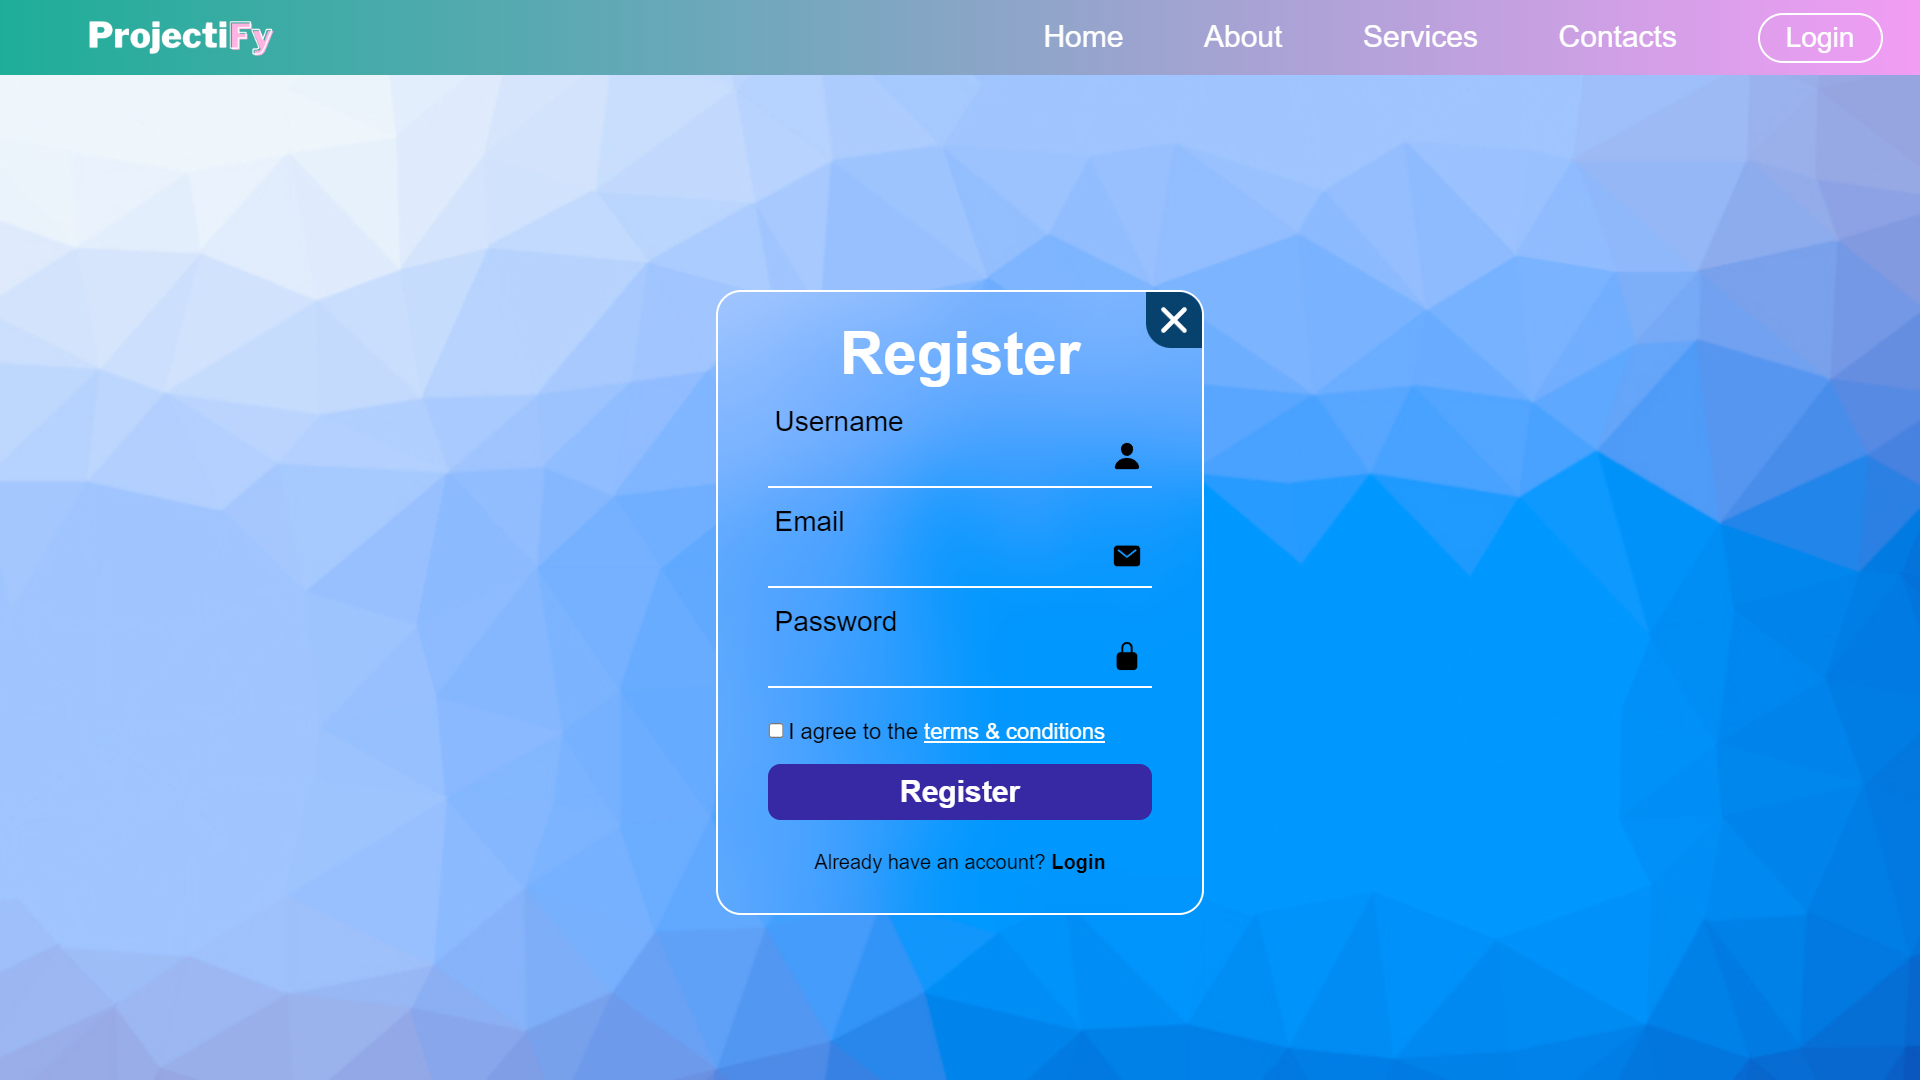 ProjectiFy Home About Services Contacts Login
Register
Username
Email
Password
I agree to the terms & conditions
Register
Already have an account? Login